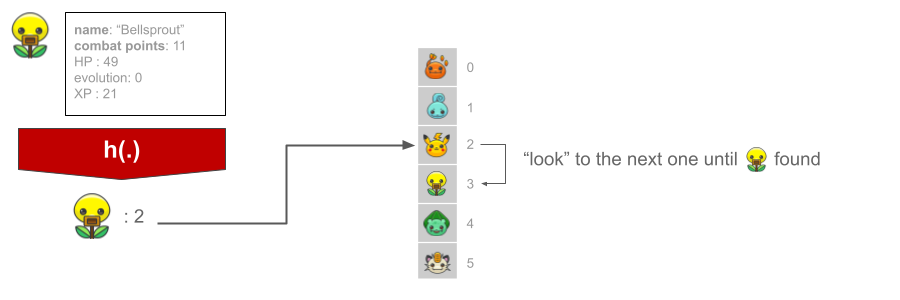 name: “Bellsprout”
combat points: 11
HP : 49
evolution: 0
XP : 21
h(.)
: 2
0
1
2
3
4
5
“look” to the next one until found